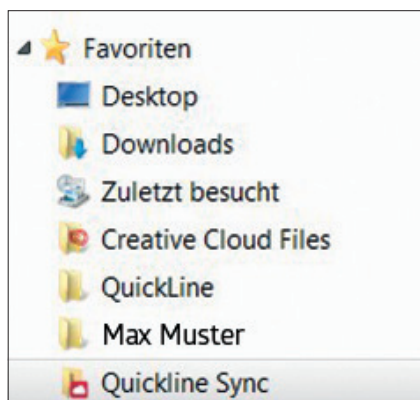 Favoriten
Desktop
Downloads
Zuletzt besucht
Creative Cloud Files
QuickLine
Max Muster
Quickline Sync